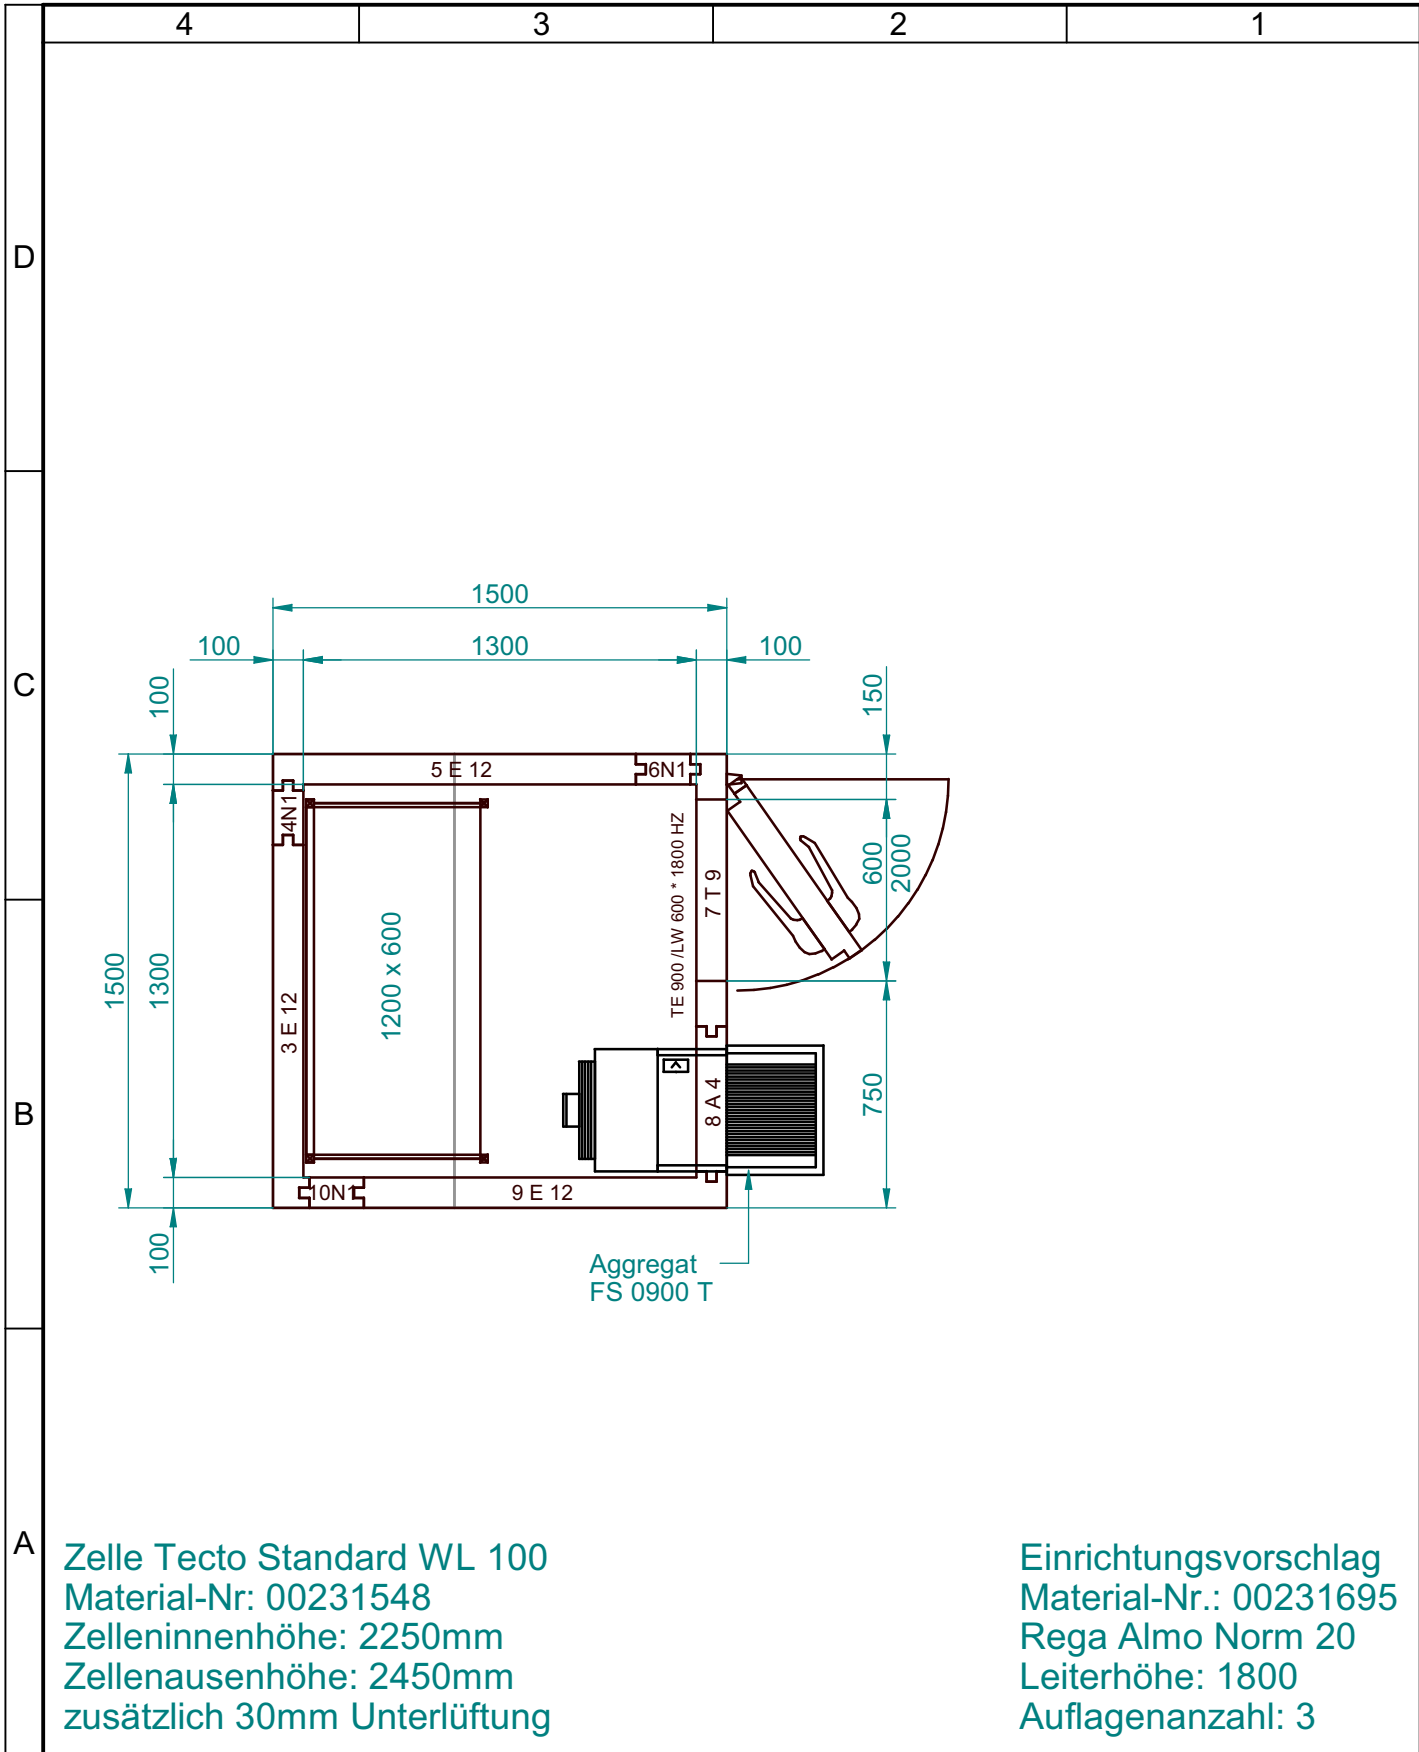 4 3 2 1
D
C
B
A
1500
100 1300 100
100
150
5 E 12
6N1
4N1
TE 900 /LW 600 * 1800 HZ
7 T 9
600
2000
1500
1300
1200 x 600
3 E 12
8 A 4
750
10N1
9 E 12
100
Aggregat
FS 0900 T
Zelle Tecto Standard WL 100
Material-Nr: 00231548
Zelleninnenhöhe: 2250mm
Zellenausenhöhe: 2450mm
zusätzlich 30mm Unterlüftung
Einrichtungsvorschlag
Material-Nr.: 00231695
Rega Almo Norm 20
Leiterhöhe: 1800
Auflagenanzahl: 3